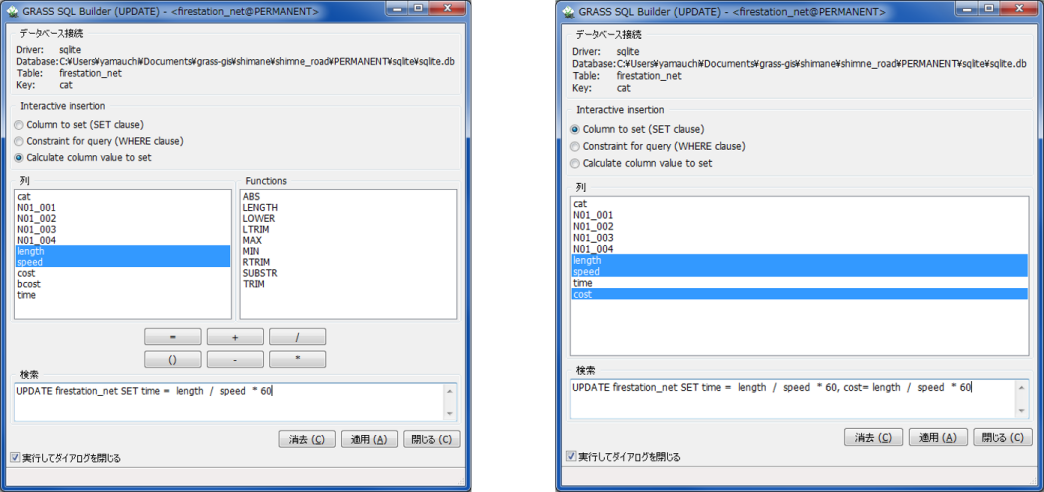 GRASS SQL Builder (UPDATE) - <firestation_net@PERMANENT>
データベース接続
Driver: sqlite
Database:C:¥Users¥yamauchi¥Documents¥grass-gis¥shimane¥shimne_road¥PERMANENT¥sqlite¥sqlite.db
Table: firestation_net
Key: cat
Interactive insertion
Column to set (SET clause)
Constraint for query (WHERE clause)
Calculate column value to set
列
cat
N01_001
N01_002
N01_003
N01_004
length
speed
cost
bcost
time
Functions
ABS
LENGTH
LOWER
LTRIM
MAX
MIN
RTRIM
SUBSTR
TRIM
= + /
() - *
検索
UPDATE firestation_net SET time = length / speed * 60
消去 (C) 適用 (A) 閉じる (C)
実行してダイアログを閉じる
GRASS SQL Builder (UPDATE) - <firestation_net@PERMANENT>
データベース接続
Driver: sqlite
Database:C:¥Users¥yamauchi¥Documents¥grass-gis¥shimane¥shimne_road¥PERMANENT¥sqlite¥sqlite.db
Table: firestation_net
Key: cat
Interactive insertion
Column to set (SET clause)
Constraint for query (WHERE clause)
Calculate column value to set
列
cat
N01_001
N01_002
N01_003
N01_004
length
speed
time
cost
検索
UPDATE firestation_net SET time = length / speed * 60, cost= length / speed * 60
消去 (C) 適用 (A) 閉じる (C)
実行してダイアログを閉じる